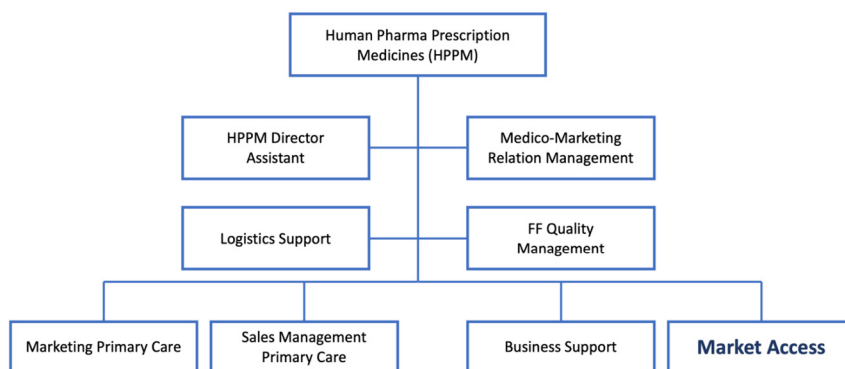 Human Pharma Prescription
Medicines (HPPM)
HPPM Director
Assistant
Medico-Marketing
Relation Management
Logistics Support
FF Quality
Management
Marketing Primary Care
Sales Management
Primary Care
Business Support
Market Access